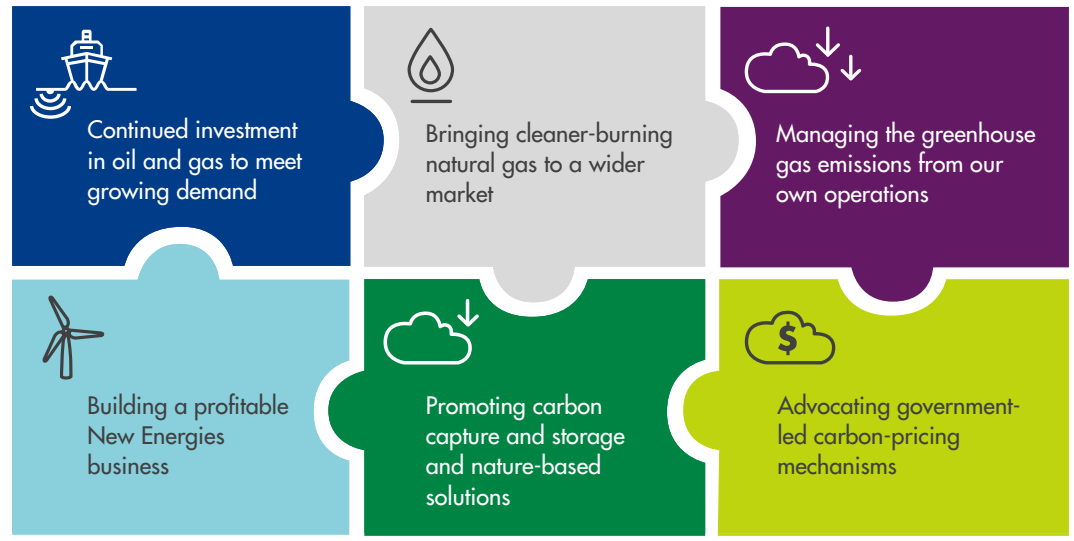 Continued investment
in oil and gas to meet
growing demand
Bringing cleaner-burning
natural gas to a wider
market
Managing the greenhouse
gas emissions from our
own operations
Building a profitable
New Energies
business
Promoting carbon
capture and storage
and nature-based
solutions
$
Advocating government-
led carbon-pricing
mechanisms